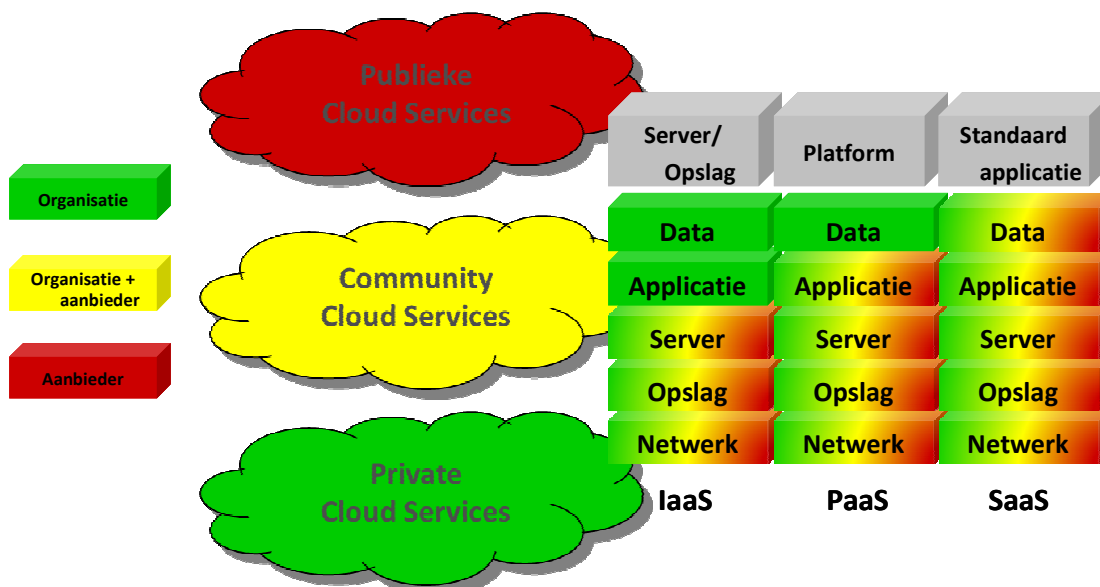 Organisatie
Organisatie +
aanbieder
Aanbieder
Publieke
Cloud Services
Community
Cloud Services
Private
Cloud Services
Server/
Opslag
Platform
Standaard
applicatie
Data
Data
Data
Applicatie
Applicatie
Applicatie
Server
Server
Server
Opslag
Opslag
Opslag
Netwerk
Netwerk
Netwerk
IaaS
PaaS
SaaS